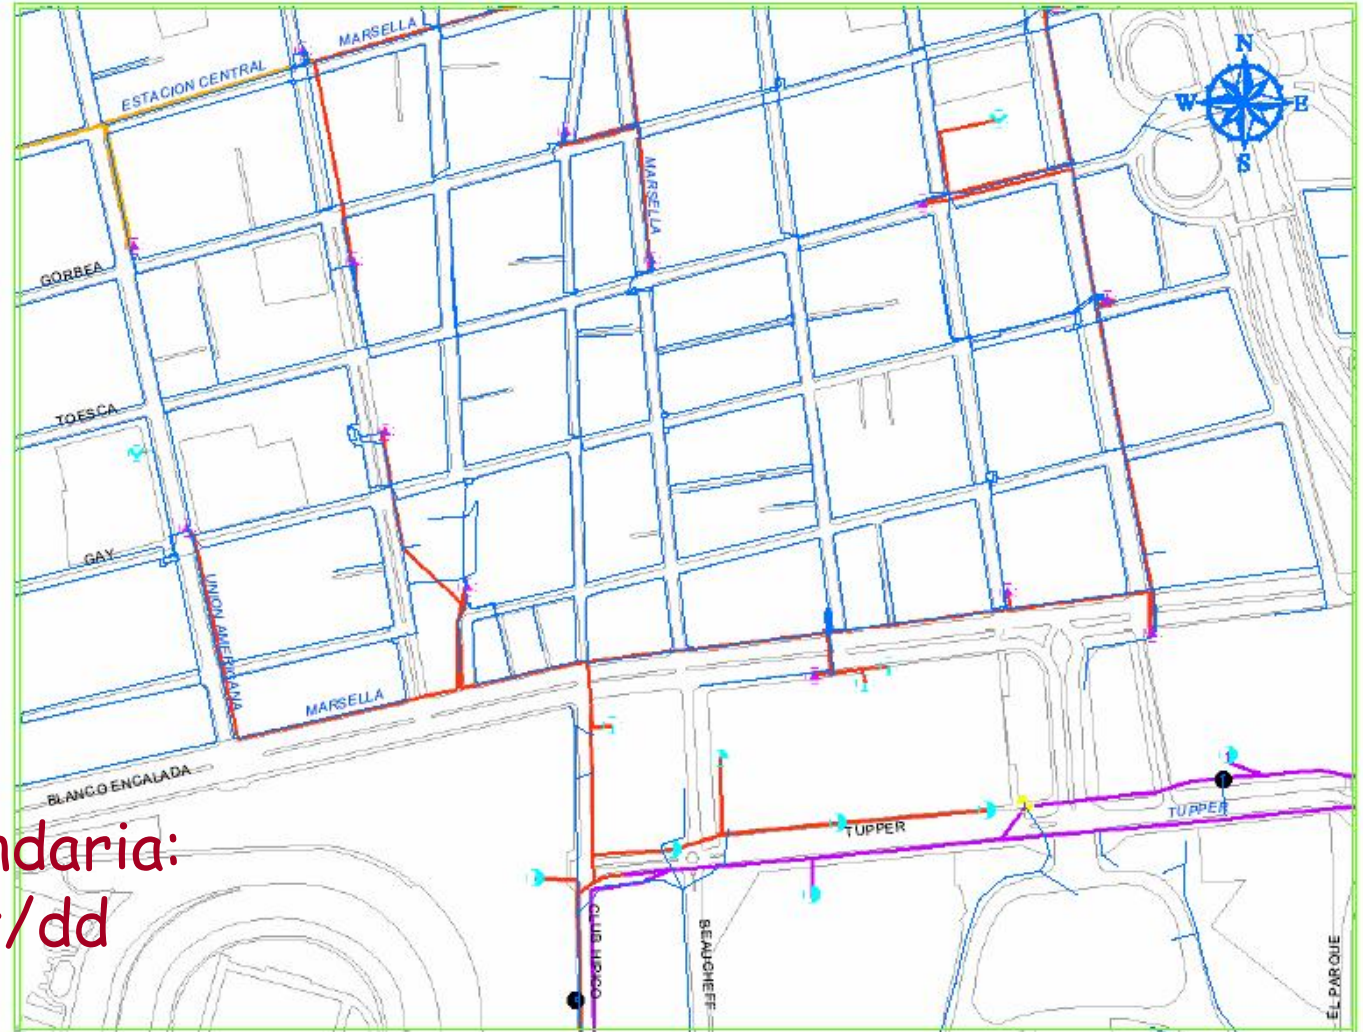 MARSELLA
ESTACION CENTRAL
N
W E
S
MARSELLA
GORBEA
TOESCA
GAY
UNION AMERICANA
MARSELLA
BLANCO ENCALADA
TUPPER
TUPPER
ndaria:
/dd
CLUB HIPICO
BEAUCHEFF
EL PARQUE